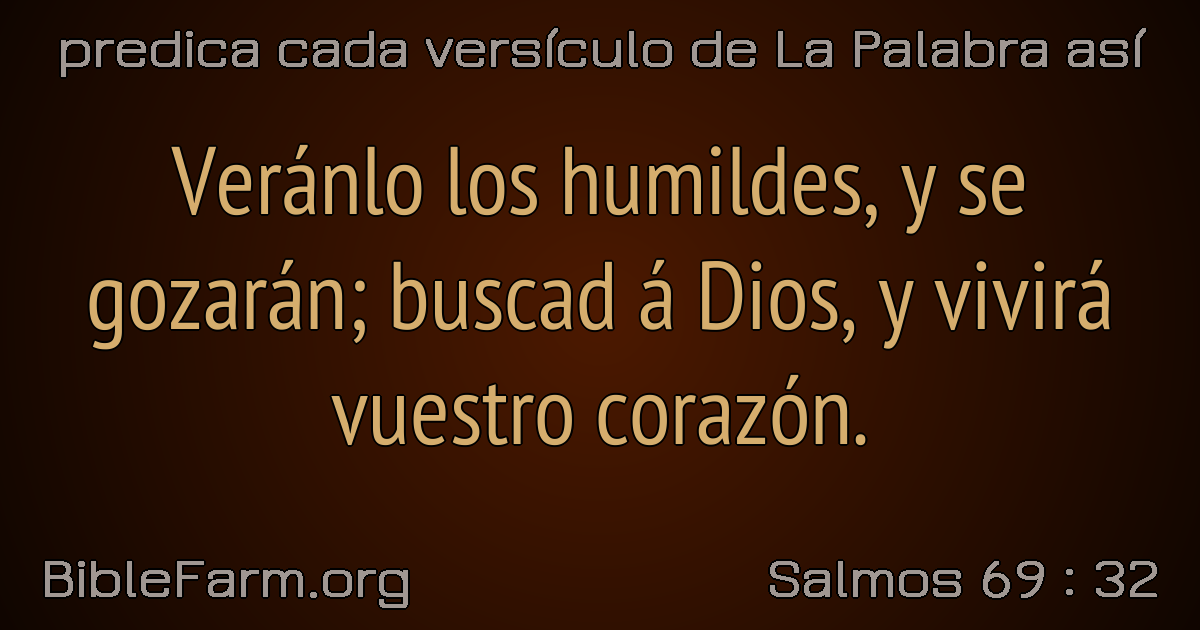 predica cada versículo de La Palabra así
Veránlo los humildes, y se
gozarán; buscad á Dios, y vivirá
vuestro corazón.
BibleFarm.org
Salmos 69 : 32